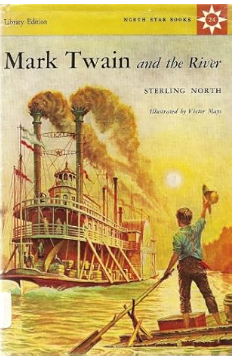 Library Edition
NORTH STAR BOOKS
24
Mark Twain and the River
STERLING NORTH
Illustrated by Victor Mays